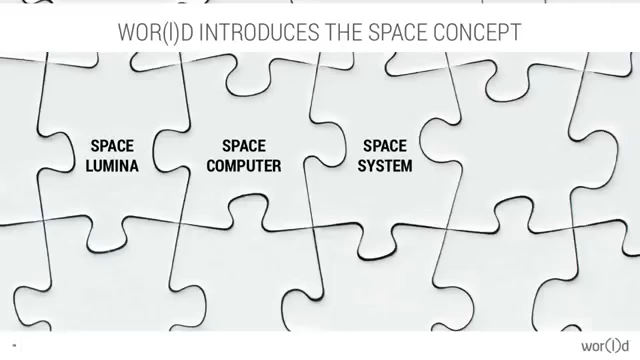 WOR(l)D INTRODUCES THE SPACE CONCEPT
SPACE
LUMINA
SPACE
COMPUTER
SPACE
SYSTEM
wor(l)d